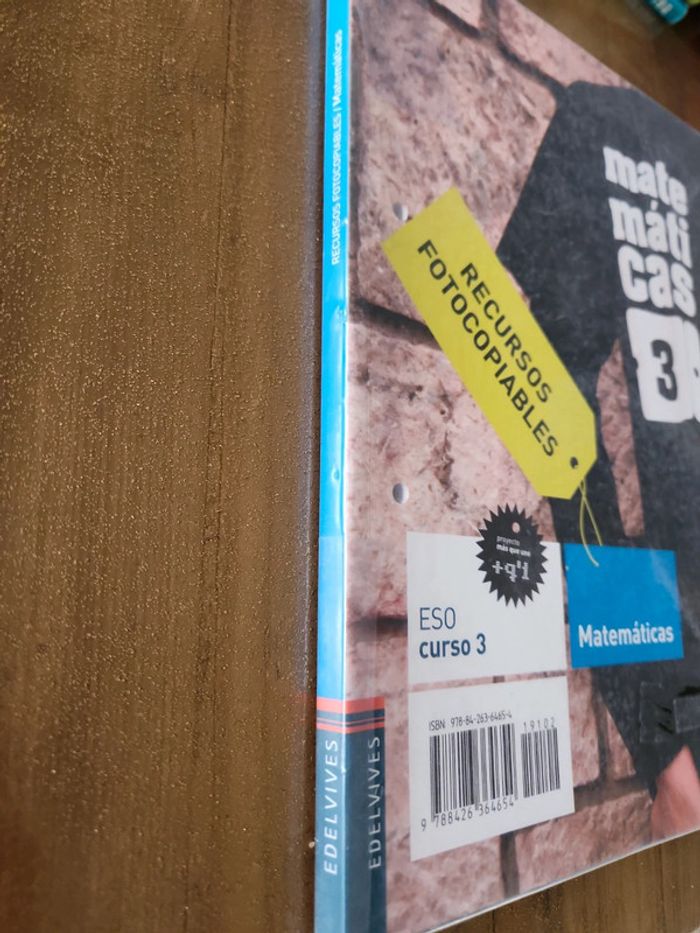 RECURSOS FOTOCOPIABLES / Matemáticas
mate
máti
cas
3
RECURSOS
FOTOCOPIABLES
proyecto
más que uno
+q'1
ESO
curso 3
Matemáticas
ISBN 978-84-263-6465-4
19102
9 788426 364654
EDELVIVES
EDELVIVES